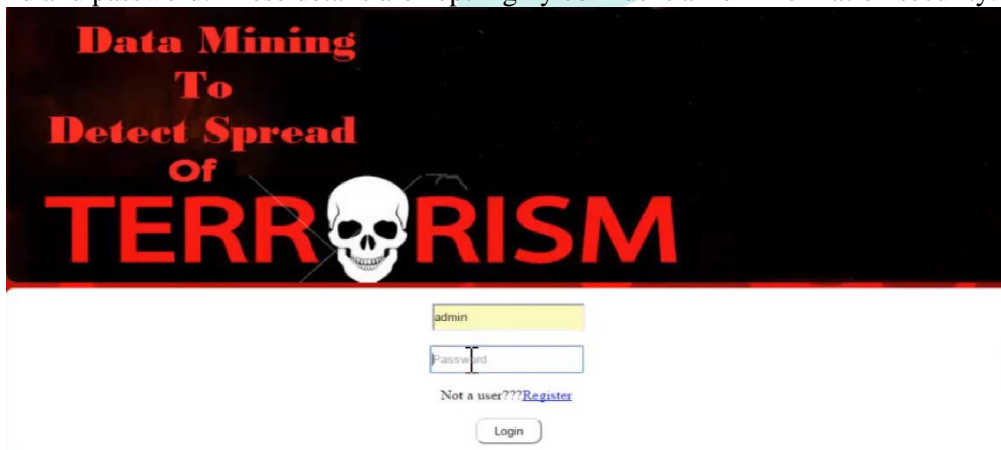 Data Mining
To
Detect Spread
Of
TERRORISM
admin
Password
Not a user???Register
Login